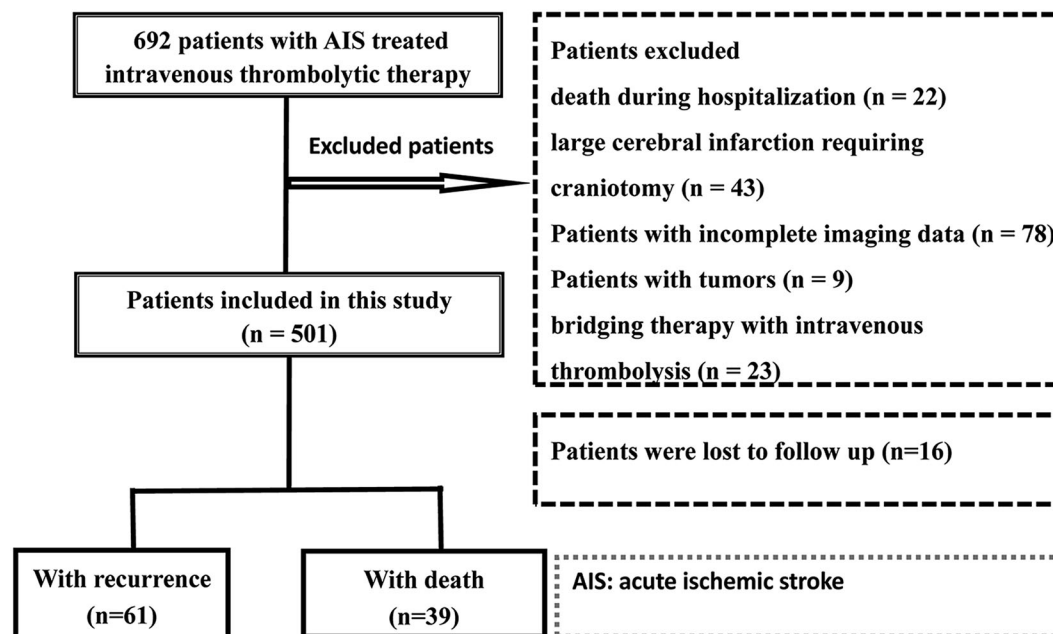 692 patients with AIS treated
intravenous thrombolytic therapy
Excluded patients
Patients excluded
death during hospitalization (n = 22)
large cerebral infarction requiring
craniotomy (n = 43)
Patients with incomplete imaging data (n = 78)
Patients with tumors (n = 9)
bridging therapy with intravenous
thrombolysis (n = 23)
Patients included in this study
(n = 501)
Patients were lost to follow up (n=16)
With recurrence
(n=61)
With death
(n=39)
AIS: acute ischemic stroke